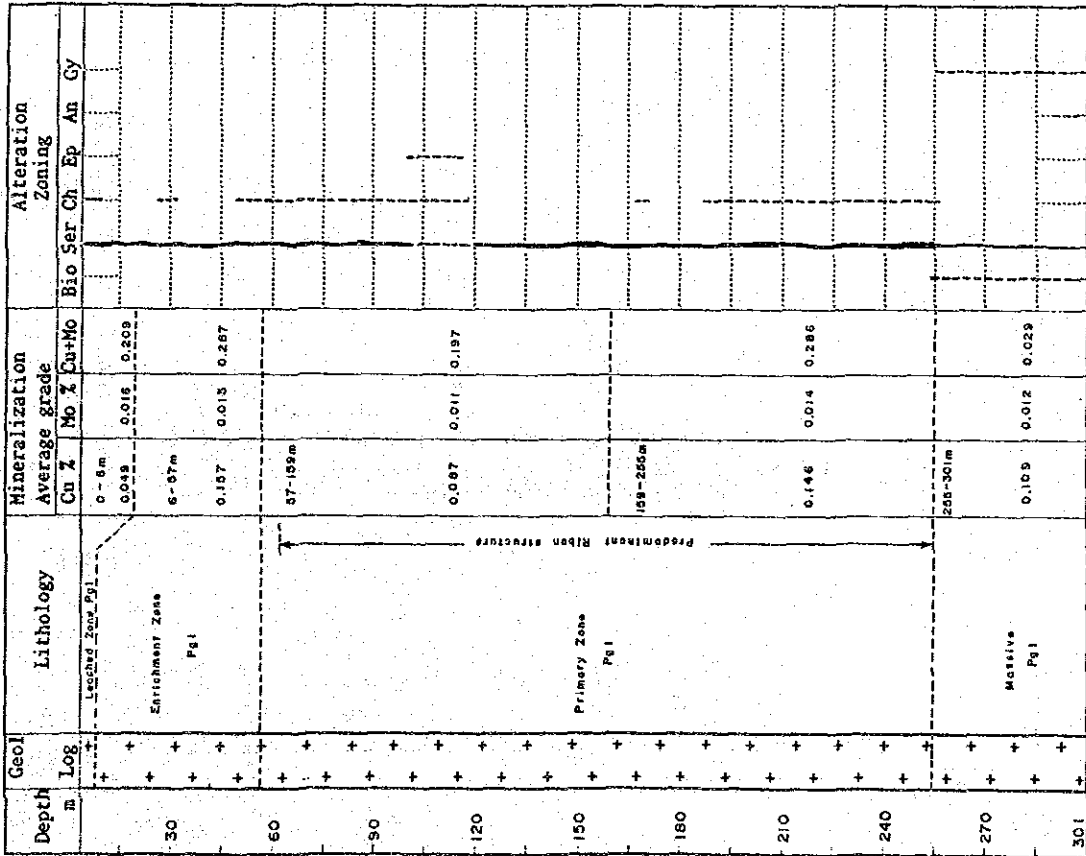 Depth Geol Lithology Mineralization Alteration
m Log Average grade Zoning
Cu % Mo % Cu+Mo Bio Ser Ch Ep An Gy
Leached Zone Pg1
0-6m
0.049 0.016 0.209
Enrichment Zone
Pg1
6-57m
0.157 0.013 0.267
30
60
57-159m
Predominant Ribon structure
90
0.087 0.011 0.197
120
Primary Zone
Pg1
150
159-255m
180
0.146 0.014 0.286
210
240
255-301m
Massive
Pg1
0.109 0.012 0.029
270
301